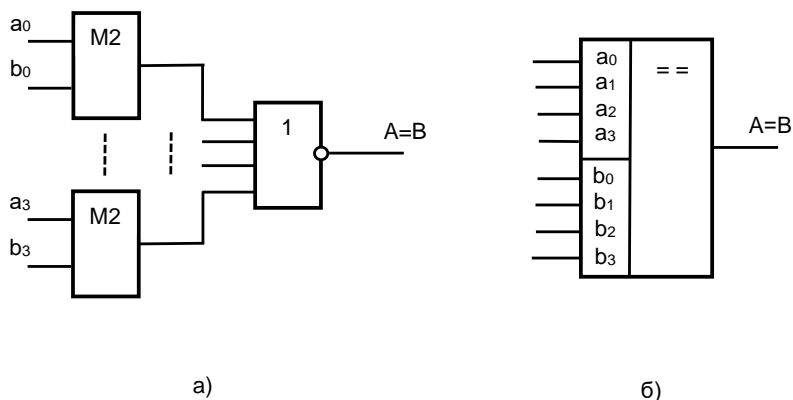 a0
b0
M2
1
A=B
a3
b3
M2
а)
a0
a1
a2
a3
b0
b1
b2
b3
= =
A=B
б)